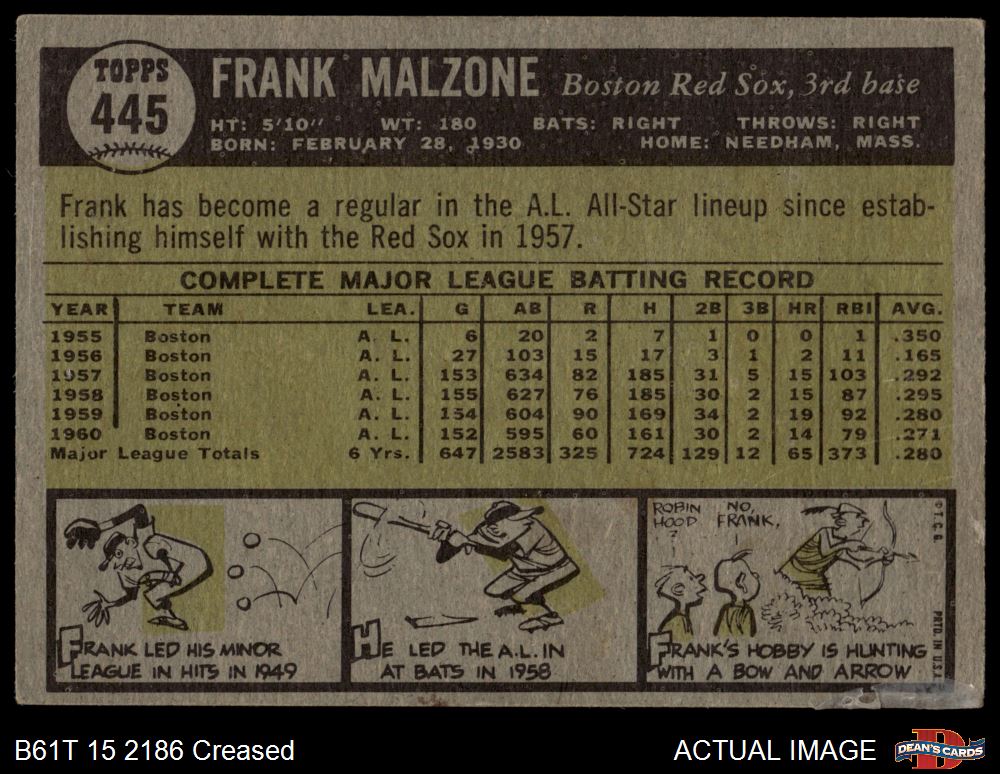 TOPPS
445
FRANK MALZONE Boston Red Sox, 3rd base
HT: 5'10" WT: 180 BATS: RIGHT THROWS: RIGHT
BORN: FEBRUARY 28, 1930 HOME: NEEDHAM, MASS.
Frank has become a regular in the A.L. All-Star lineup since estab-
lishing himself with the Red Sox in 1957.
COMPLETE MAJOR LEAGUE BATTING RECORD
YEAR TEAM LEA. G AB R H 2B 3B HR RBI AVG.
1955 Boston A. L. 6 20 2 7 1 0 0 1 .350
1956 Boston A. L. 27 103 15 17 3 1 2 11 .165
1957 Boston A. L. 153 634 82 185 31 5 15 103 .292
1958 Boston A. L. 155 627 76 185 30 2 15 87 .295
1959 Boston A. L. 154 604 90 169 34 2 19 92 .280
1960 Boston A. L. 152 595 60 161 30 2 14 79 .271
Major League Totals 6 Yrs. 647 2583 325 724 129 12 65 373 .280
FRANK LED HIS MINOR
LEAGUE IN HITS IN 1949
HE LED THE A.L. IN
AT BATS IN 1958
ROBIN
HOOD
?
NO,
FRANK.
FRANK'S HOBBY IS HUNTING
WITH A BOW AND ARROW
© T. C. G.
PRTD. IN U.S.A.
B61T 15 2186 Creased
ACTUAL IMAGE
D
DEAN'S CARDS